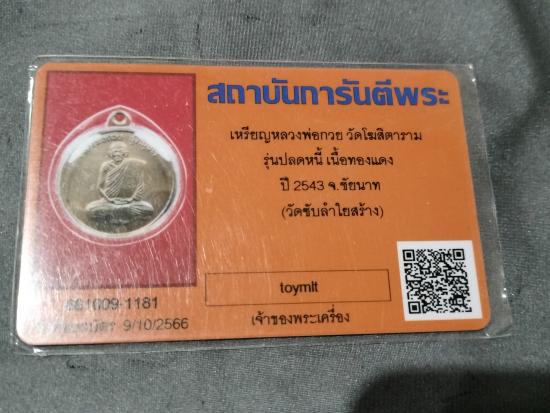 สถาบันการันตีพระ
เหรียญหลวงพ่อกวย วัดโฆสิตาราม
รุ่นปลดหนี้ เนื้อทองแดง
ปี 2543 จ.ชัยนาท
(วัดซับลำใยสร้าง)
toymlt
เจ้าของพระเครื่อง
661009-1181
9/10/2566